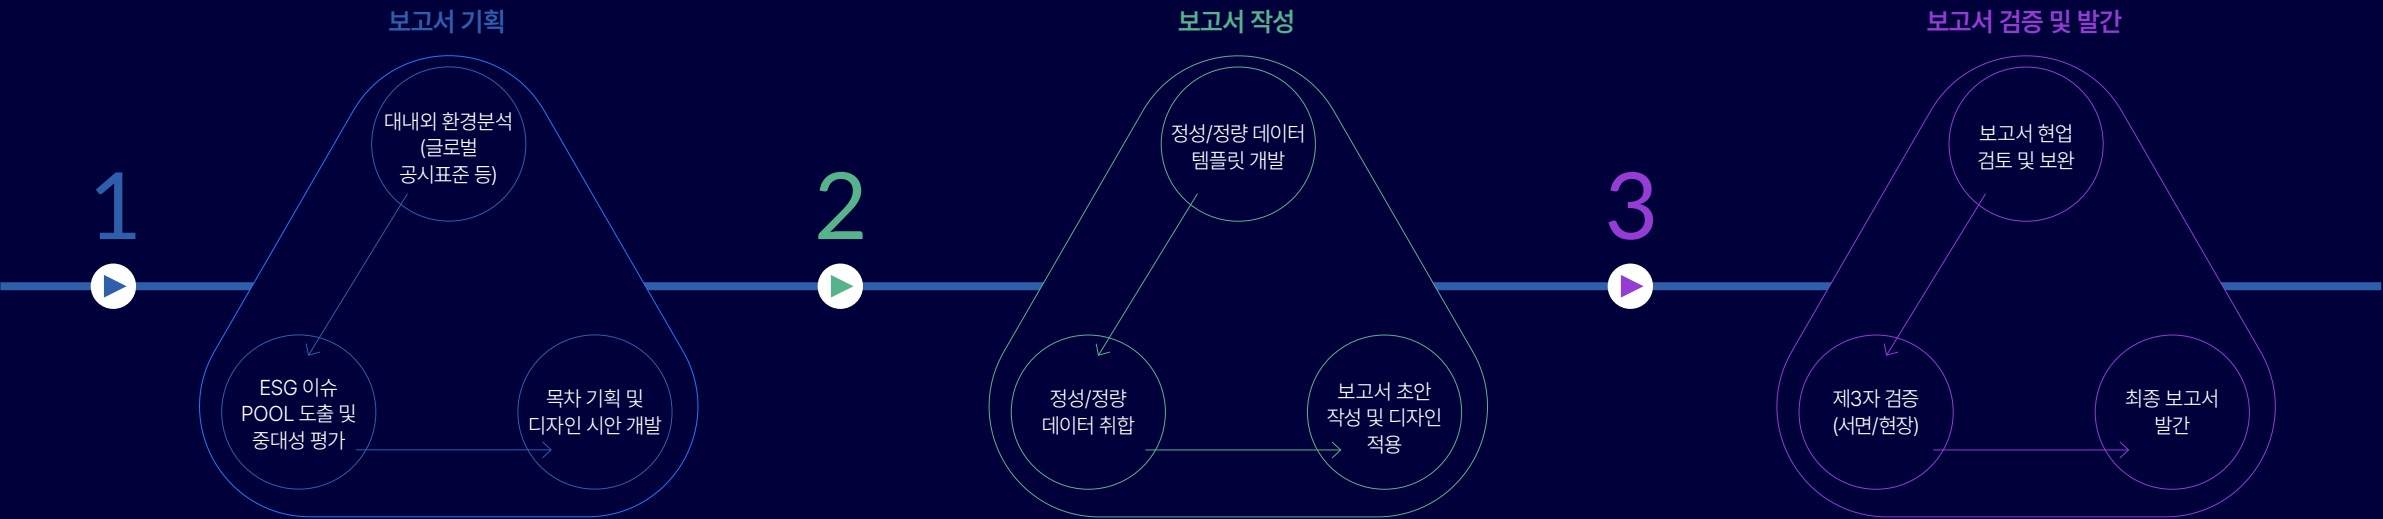 1
보고서 기획
대내외 환경분석
(글로벌
공시표준 등)
ESG 이슈
POOL 도출 및
중대성 평가
목차 기획 및
디자인 시안 개발
2
보고서 작성
정성/정량 데이터
템플릿 개발
정성/정량
데이터 취합
보고서 초안
작성 및 디자인
적용
3
보고서 검증 및 발간
보고서 현업
검토 및 보완
제3자 검증
(서면/현장)
최종 보고서
발간